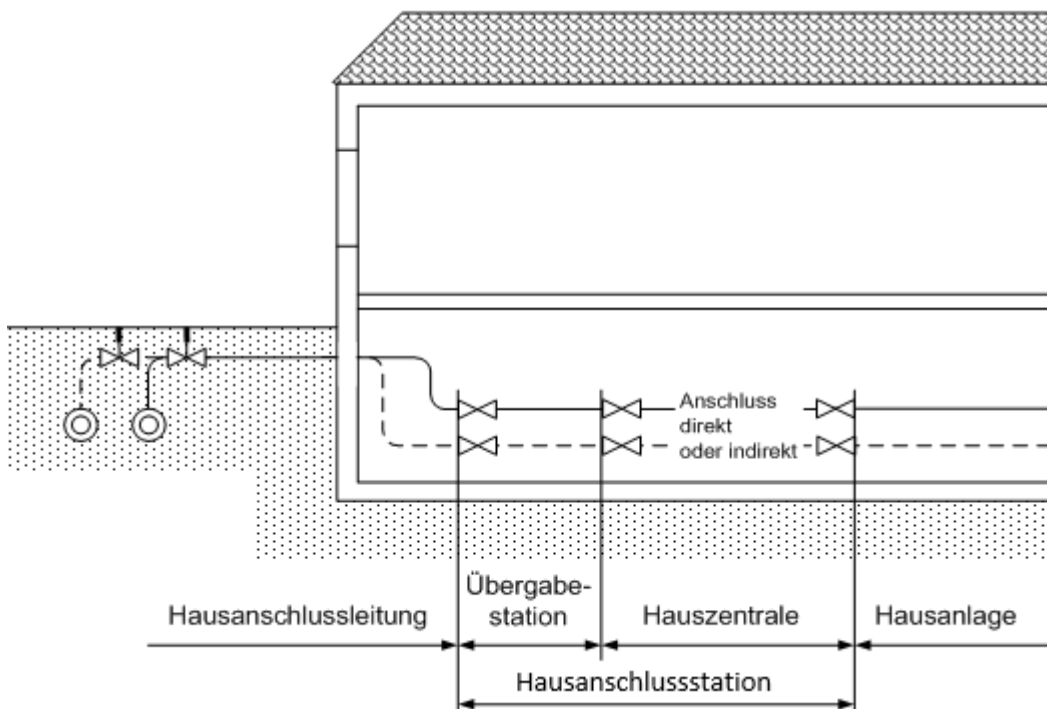 Anschluss
direkt
oder indirekt
Übergabe-
station
Hausanschlussleitung
Hauszentrale
Hausanlage
Hausanschlussstation